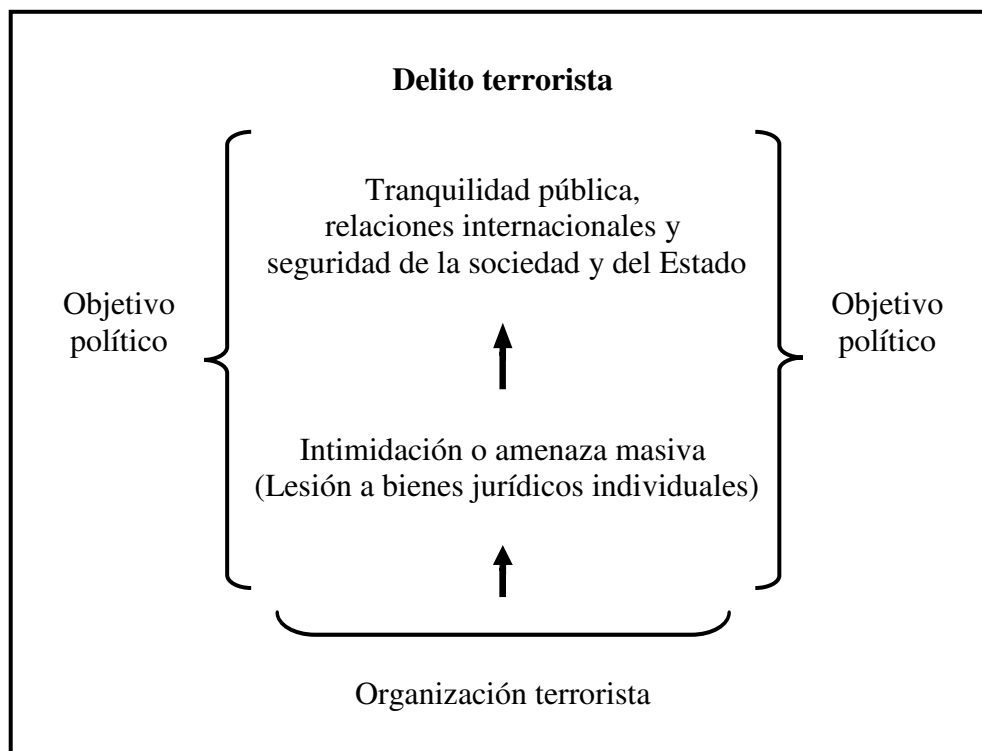 Delito terrorista
Tranquilidad pública,
relaciones internacionales y
seguridad de la sociedad y del Estado
Objetivo
político
Objetivo
político
Intimidación o amenaza masiva
(Lesión a bienes jurídicos individuales)
Organización terrorista